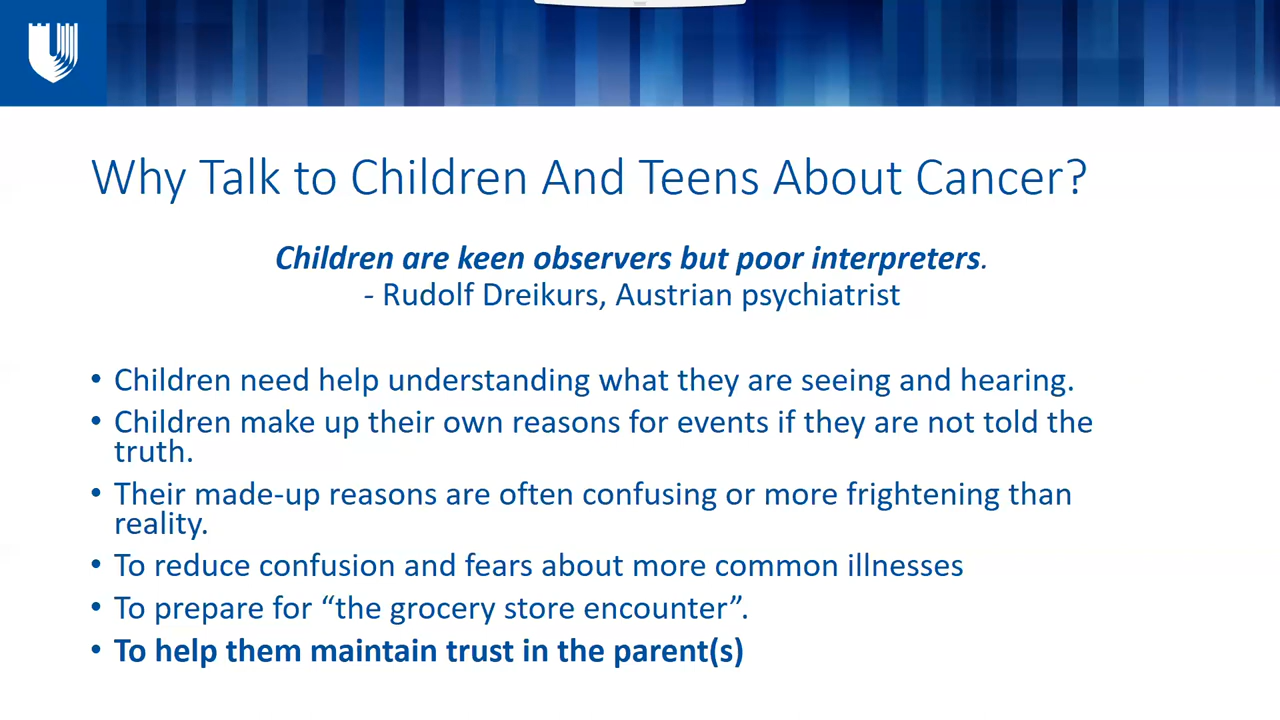 Why Talk to Children And Teens About Cancer?
Children are keen observers but poor interpreters.
- Rudolf Dreikurs, Austrian psychiatrist
• Children need help understanding what they are seeing and hearing.
• Children make up their own reasons for events if they are not told the
truth.
• Their made-up reasons are often confusing or more frightening than
reality.
• To reduce confusion and fears about more common illnesses
• To prepare for “the grocery store encounter”.
• To help them maintain trust in the parent(s)